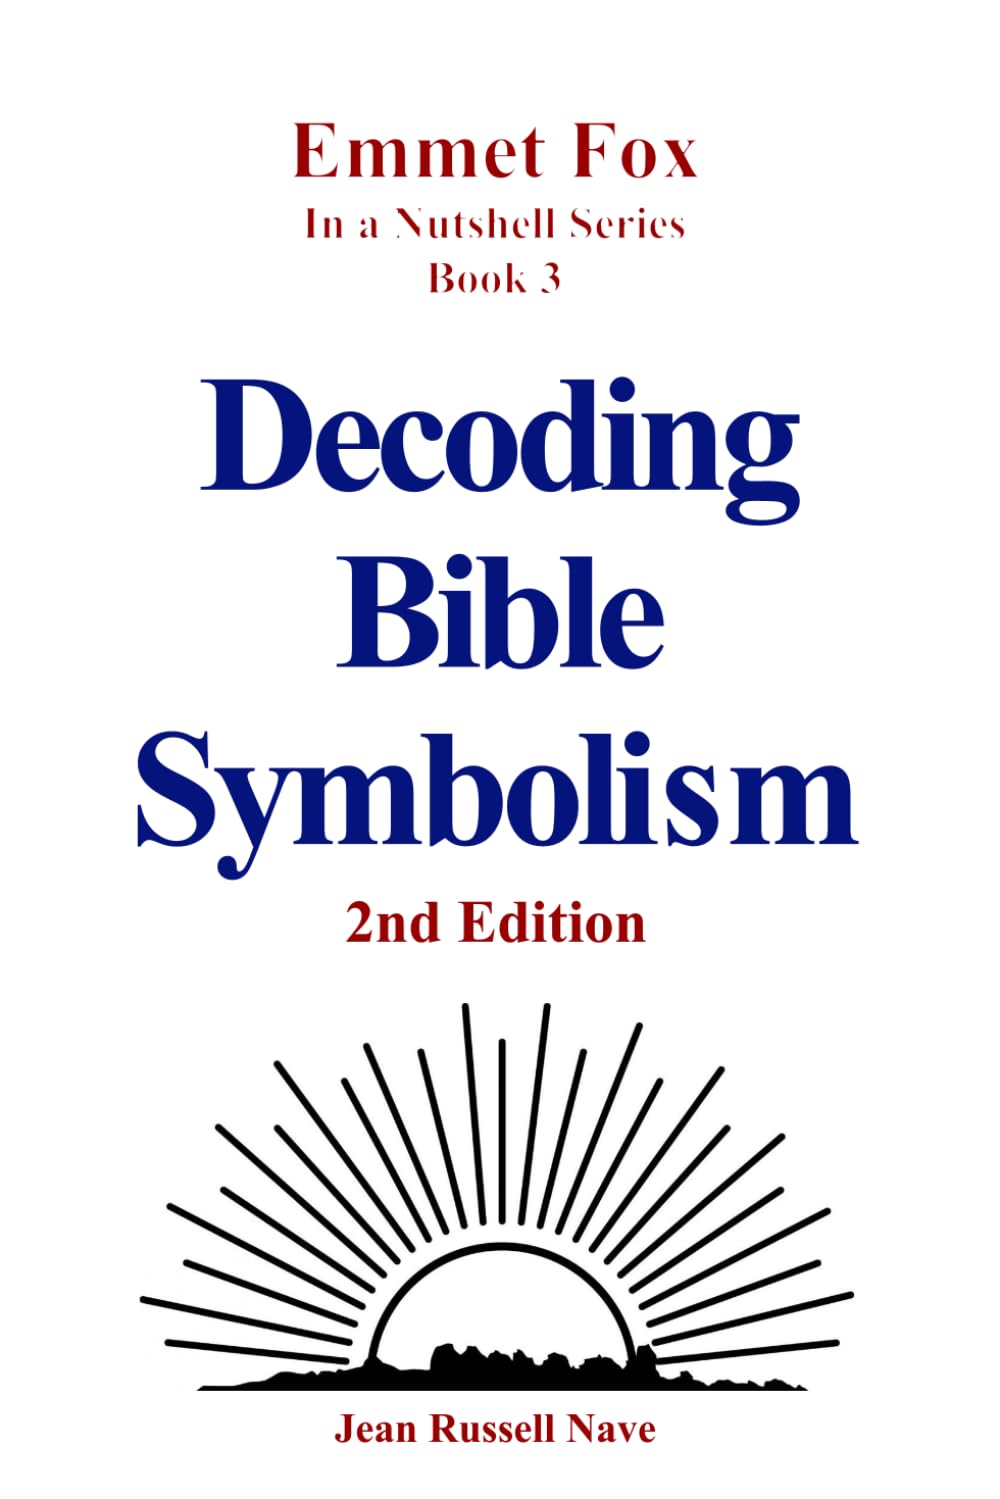 Emmet Fox
In a Nutshell Series
Book 3
Decoding
Bible
Symbolism
2nd Edition
Jean Russell Nave